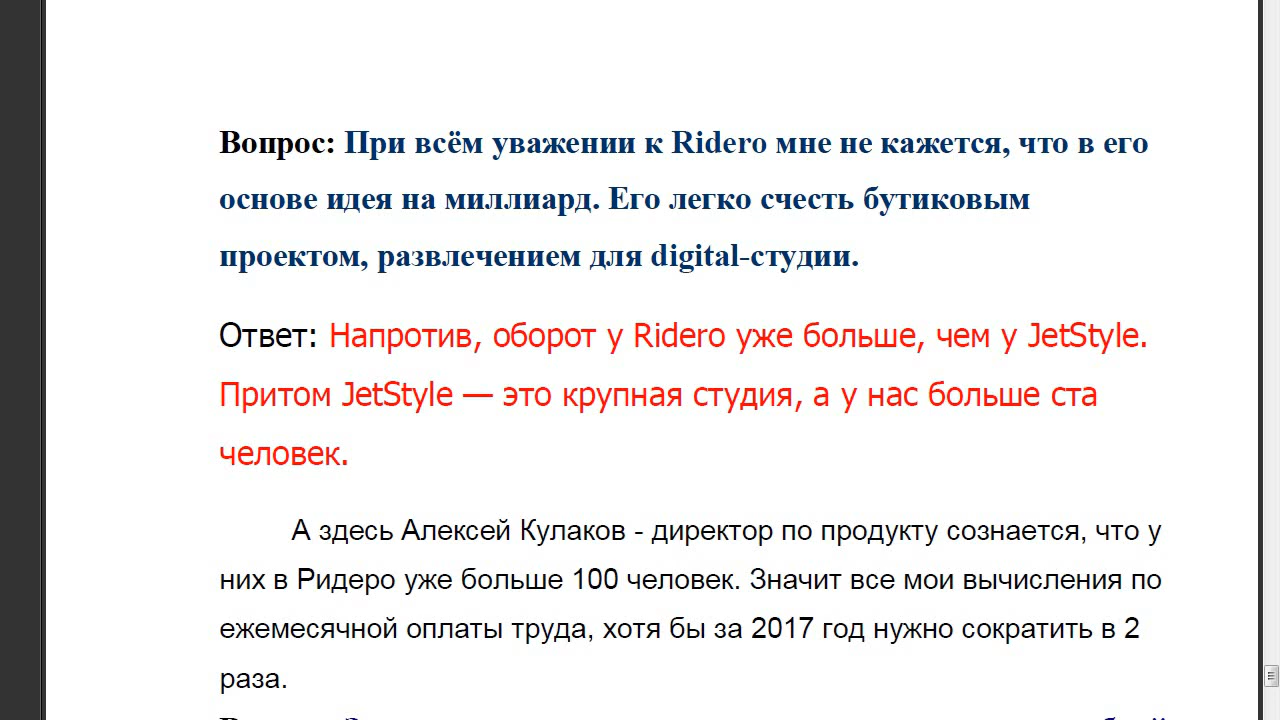 Вопрос: При всём уважении к Ridero мне не кажется, что в его
основе идея на миллиард. Его легко счесть бутиковым
проектом, развлечением для digital-студии.
Ответ: Напротив, оборот у Ridero уже больше, чем у JetStyle.
Притом JetStyle — это крупная студия, а у нас больше ста
человек.
А здесь Алексей Кулаков - директор по продукту сознается, что у
них в Ридеро уже больше 100 человек. Значит все мои вычисления по
ежемесячной оплаты труда, хотя бы за 2017 год нужно сократить в 2
раза.